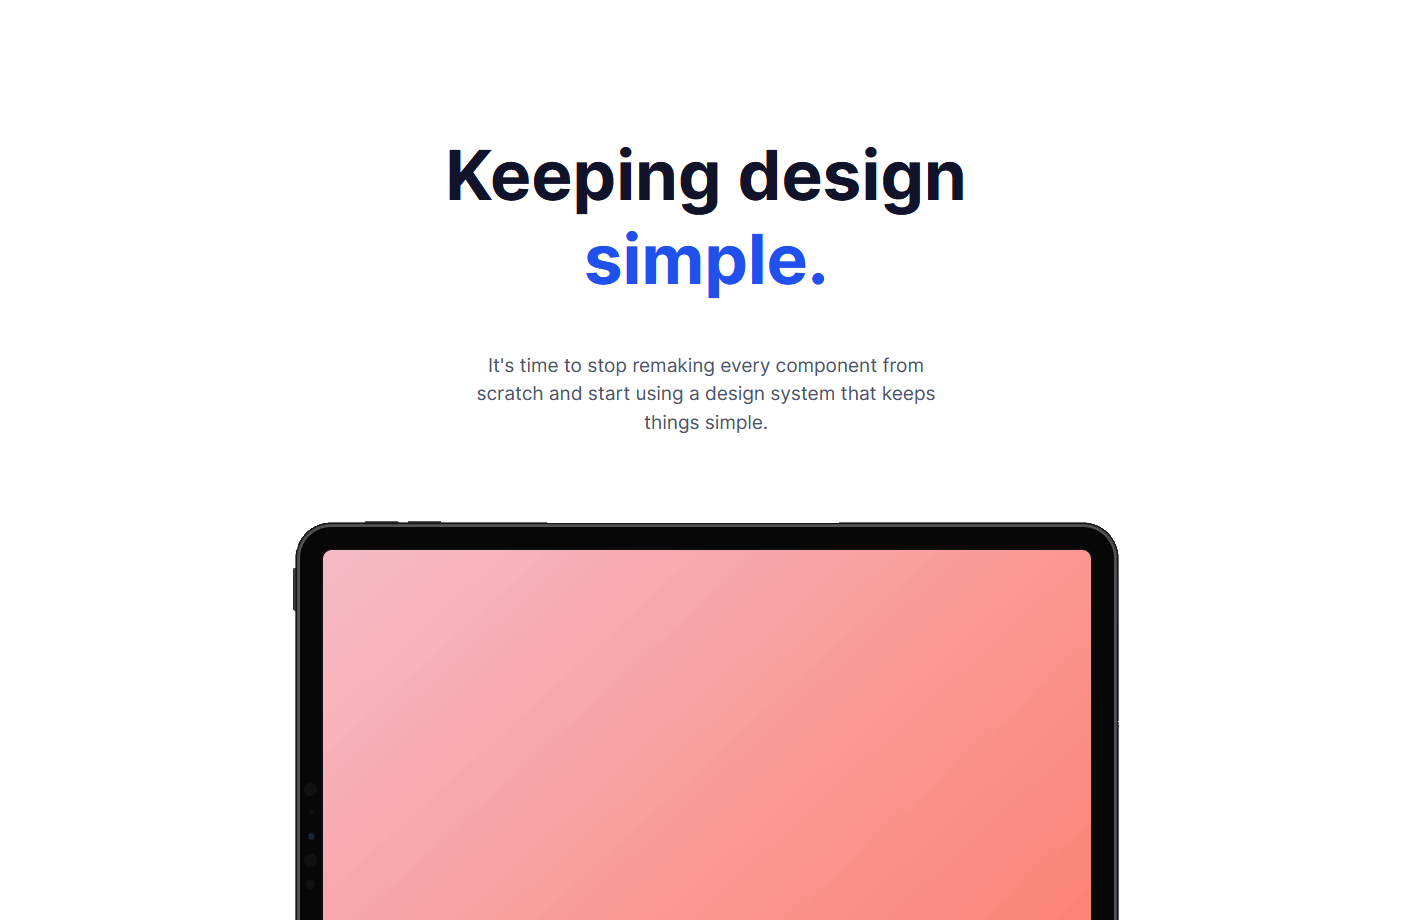 Keeping design
simple.
It's time to stop remaking every component from
scratch and start using a design system that keeps
things simple.